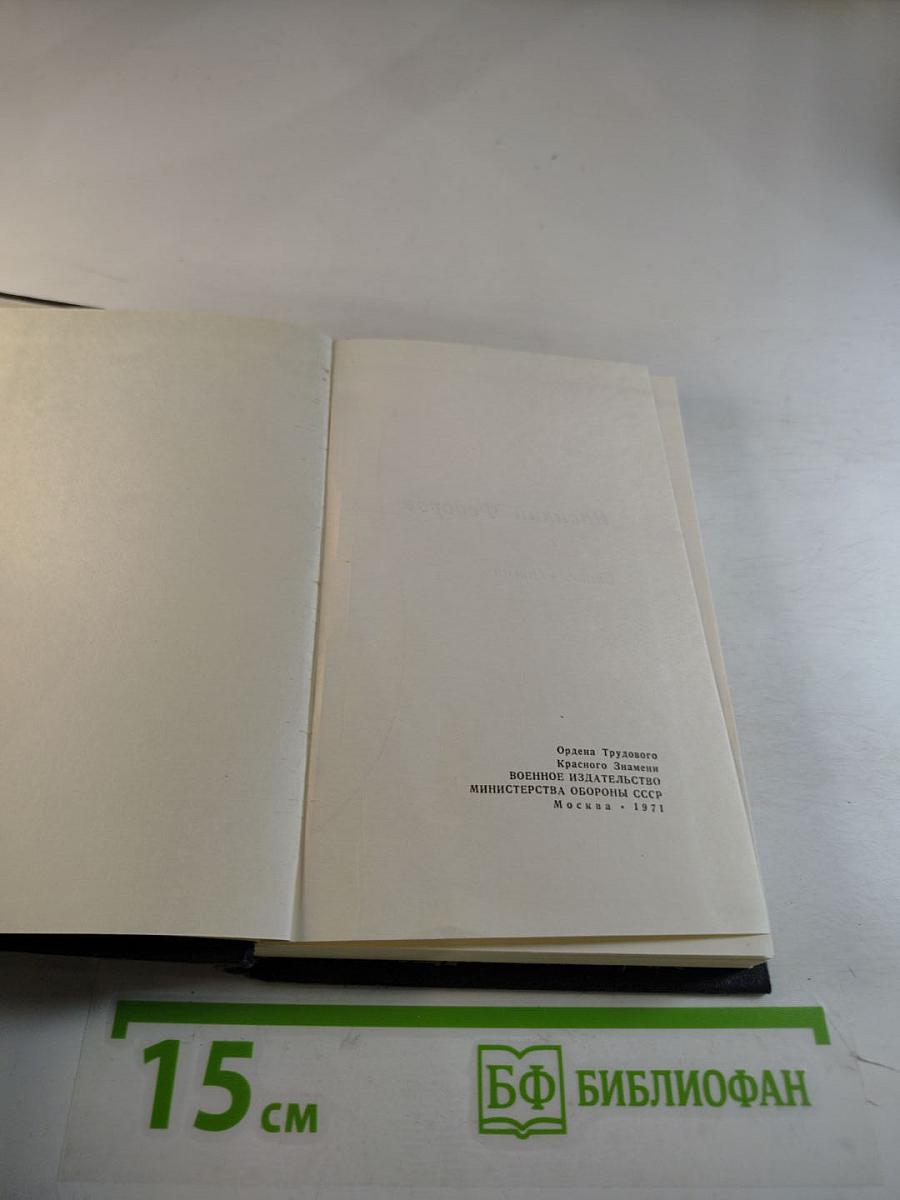 Ордена Трудового
Красного Знамени
ВОЕННОЕ ИЗДАТЕЛЬСТВО
МИНИСТЕРСТВА ОБОРОНЫ СССР
Москва • 1971
15 см
БФ БИБЛИОФАН